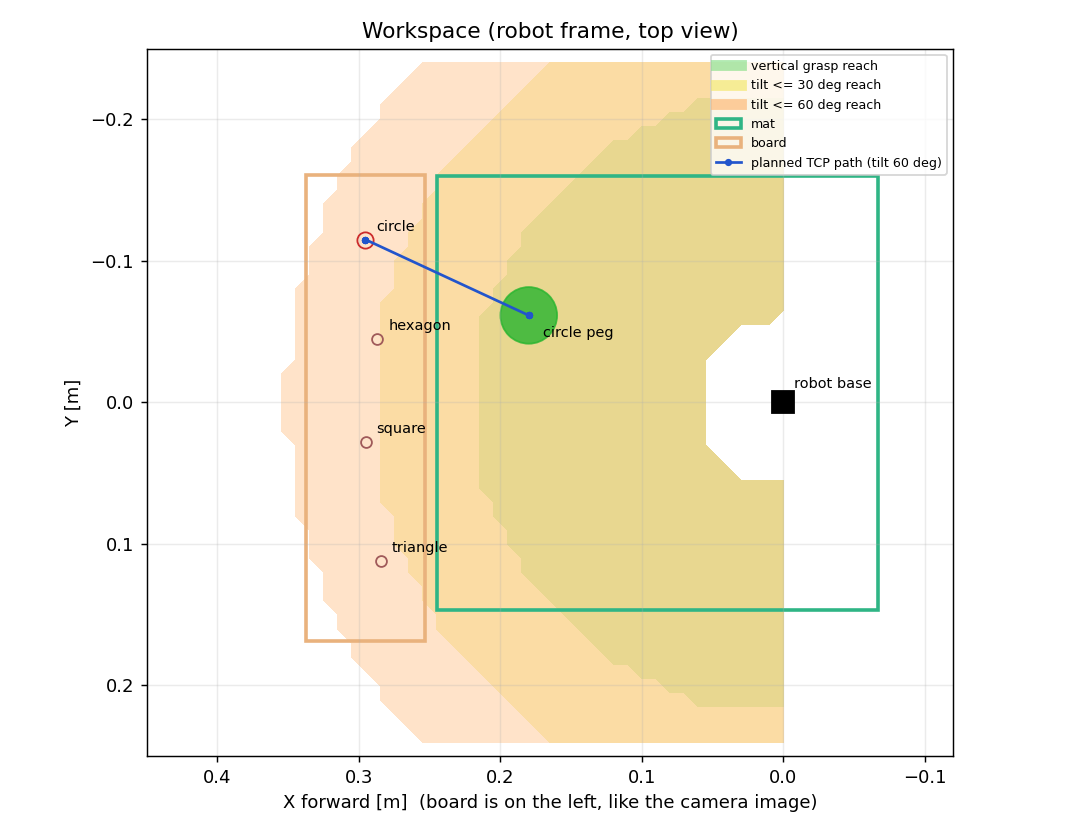 Workspace (robot frame, top view)
vertical grasp reach
tilt <= 30 deg reach
tilt <= 60 deg reach
mat
board
planned TCP path (tilt 60 deg)
−0.2
−0.1
0.0
0.1
0.2
Y [m]
circle
hexagon
circle peg
robot base
square
triangle
0.4
0.3
0.2
0.1
0.0
−0.1
X forward [m]  (board is on the left, like the camera image)